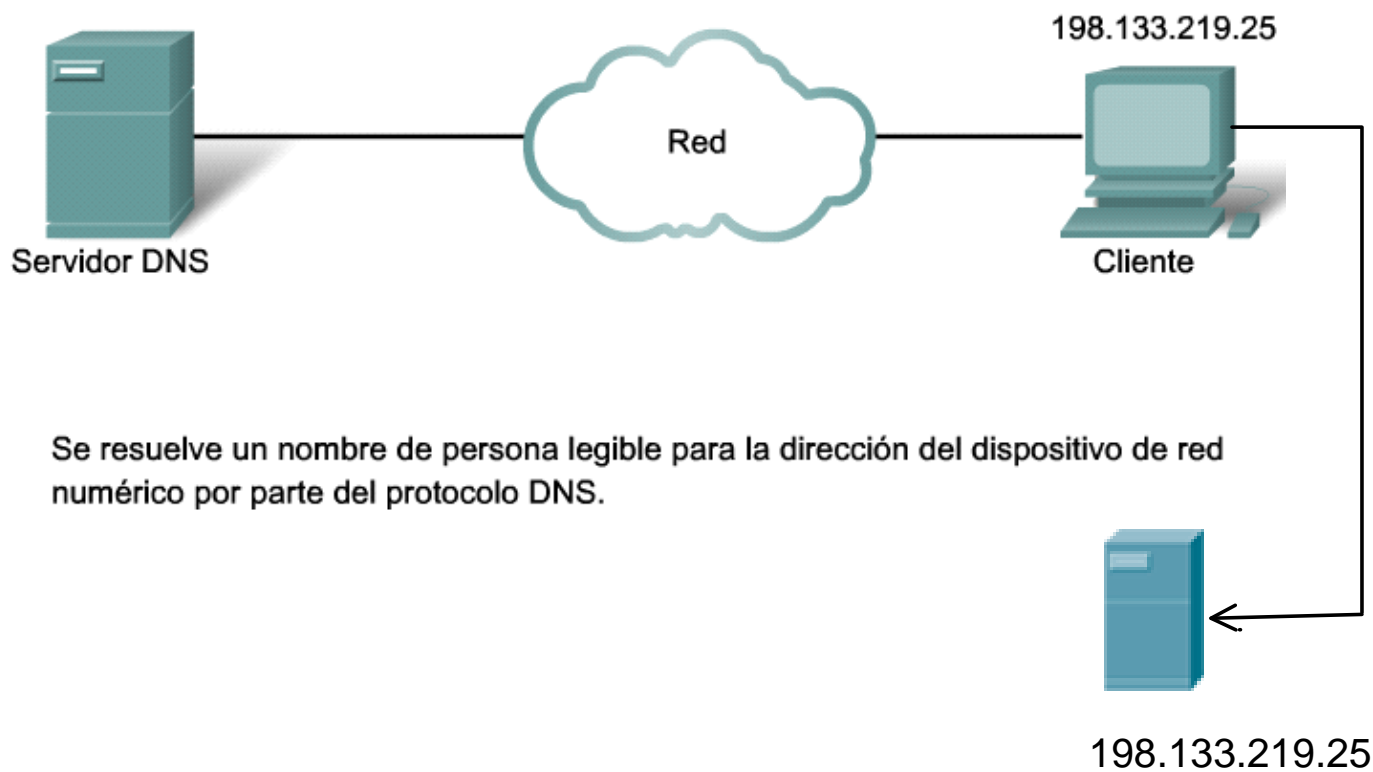 198.133.219.25
Red
Servidor DNS
Cliente
Se resuelve un nombre de persona legible para la dirección del dispositivo de red
numérico por parte del protocolo DNS.
198.133.219.25